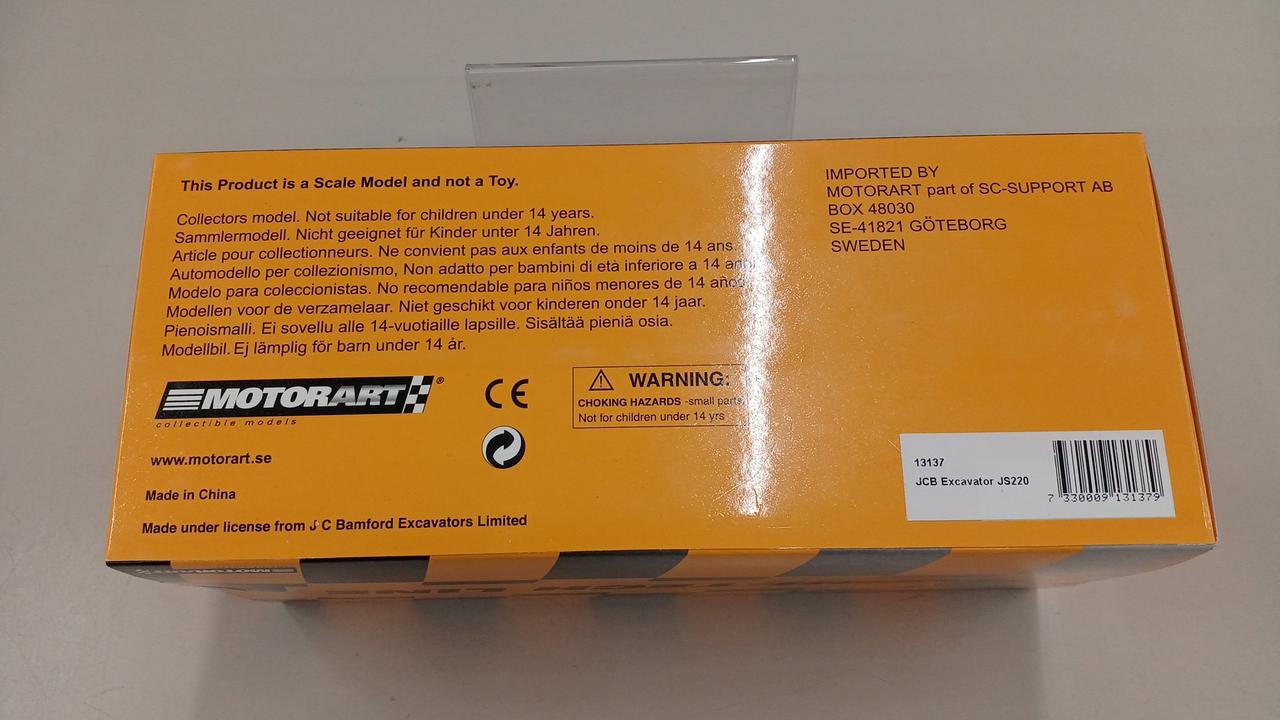 This Product is a Scale Model and not a Toy.
Collectors model. Not suitable for children under 14 years.
Sammlermodell. Nicht geeignet für Kinder unter 14 Jahren.
Article pour collectionneurs. Ne convient pas aux enfants de moins de 14 ans.
Automodello per collezionismo, Non adatto per bambini di età inferiore a 14 anni
Modelo para coleccionistas. No recomendable para niños menores de 14 años.
Modellen voor de verzamelaar. Niet geschikt voor kinderen onder 14 jaar.
Pienoismalli. Ei sovellu alle 14-vuotiaille lapsille. Sisältää pieniä osia.
Modellbil. Ej lämplig för barn under 14 år.
MOTORART®
collectible models
www.motorart.se
Made in China
Made under license from J C Bamford Excavators Limited
CE
WARNING:
CHOKING HAZARDS -small parts
Not for children under 14 yrs
IMPORTED BY
MOTORART part of SC-SUPPORT AB
BOX 48030
SE-41821 GÖTEBORG
SWEDEN
13137
JCB Excavator JS220
7 330009 131379
MOTORART